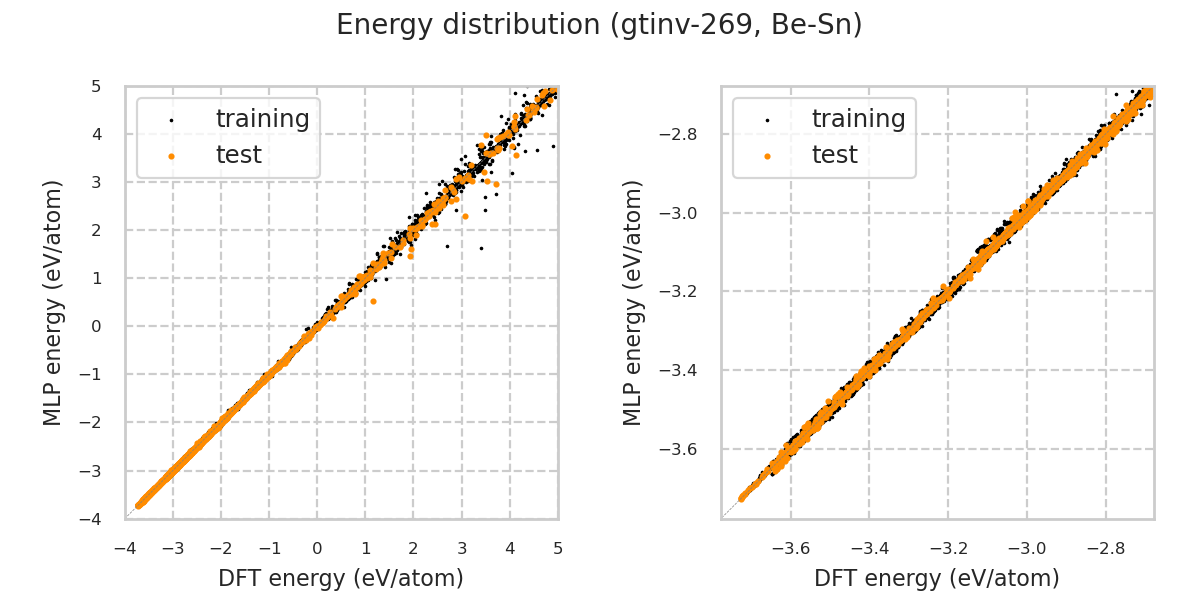 Energy distribution (gtinv-269, Be-Sn)
training
test
5
4
3
2
1
0
−1
−2
−3
−4
−4 −3 −2 −1 0 1 2 3 4 5
MLP energy (eV/atom)
DFT energy (eV/atom)
training
test
−2.8
−3.0
−3.2
−3.4
−3.6
−3.6 −3.4 −3.2 −3.0 −2.8
MLP energy (eV/atom)
DFT energy (eV/atom)